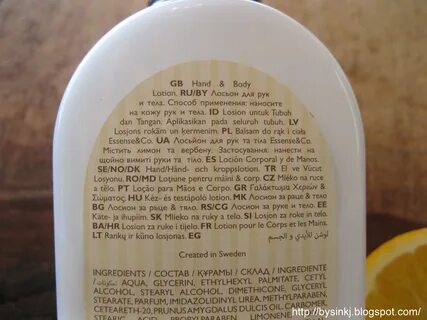 GB Hand & Body
Lotion. RU/BY Лосьон для рук
и тела. Способ применения: наносите
на кожу рук и тела. ID Lotion untuk Tubuh
dan Tangan. Aplikasikan pada seluruh tubuh. LV
Losjons rokām un ķermenim. PL Balsam do rąk i ciała
Essense&Co. UA Лосьйон для рук та тіла Essense&Co.
Містить лимон та вербену. Застосування: нанести на
щойно вимиті руки та тіло. ES Loción Corporal y de Manos.
SE/NO/DK Hand/Hånd- och kroppslotion. TR El ve Vücut
Losyonu. RO/MD Loţiune pentru mâini & corp. CZ Mléko na ruce
a tělo. PT Loção para Mãos e Corpo. GR Γαλάκτωμα Χεριών &
Σώματος. HU Kéz- és testápoló lotion. MK Лосион за раце & тело.
BG Лосион за ръце & тяло. RS/CG Losion za ruke i telo. EE
Käte- ja ihupiim. SK Mlieko na ruky a telo. SI Losjon za roke in telo.
BA/HR Losion za ruke i tijelo. FR Lotion pour le Corps et les Mains.
LT Rankų ir kūno losjonas. EG لوشن للأيدي و الجسم
Created in Sweden
INGREDIENTS / СОСТАВ / ҚҰРАМЫ / СКЛАД / INGREDIENTE
/ مكونات: AQUA, GLYCERIN, ETHYLHEXYL PALMITATE, CETYL
ALCOHOL, STEARYL ALCOHOL, DIMETHICONE, GLYCERYL
STEARATE, PARFUM, IMIDAZOLIDINYL UREA, METHYLPARABEN,
CETEARETH-20, PRUNUS AMYGDALUS DULCIS OIL, CARBOMER,
LIMONENE
http://bysinkj.blogspot.com/